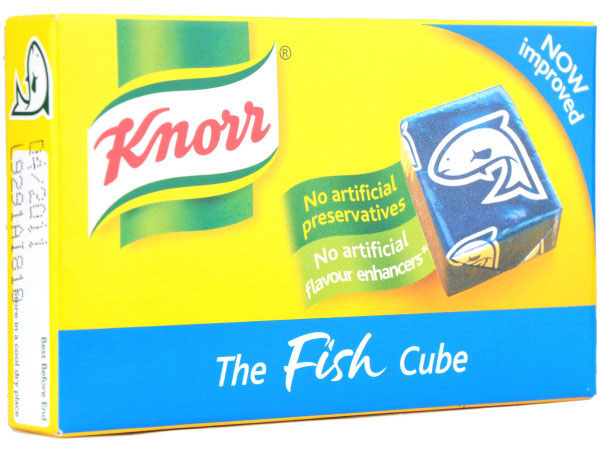 Knorr
®
NOW
improved
No artificial
preservatives
No artificial
flavour enhancers*
The Fish Cube
04/2011
L9291AI818
Best Before End
in a cool dry place